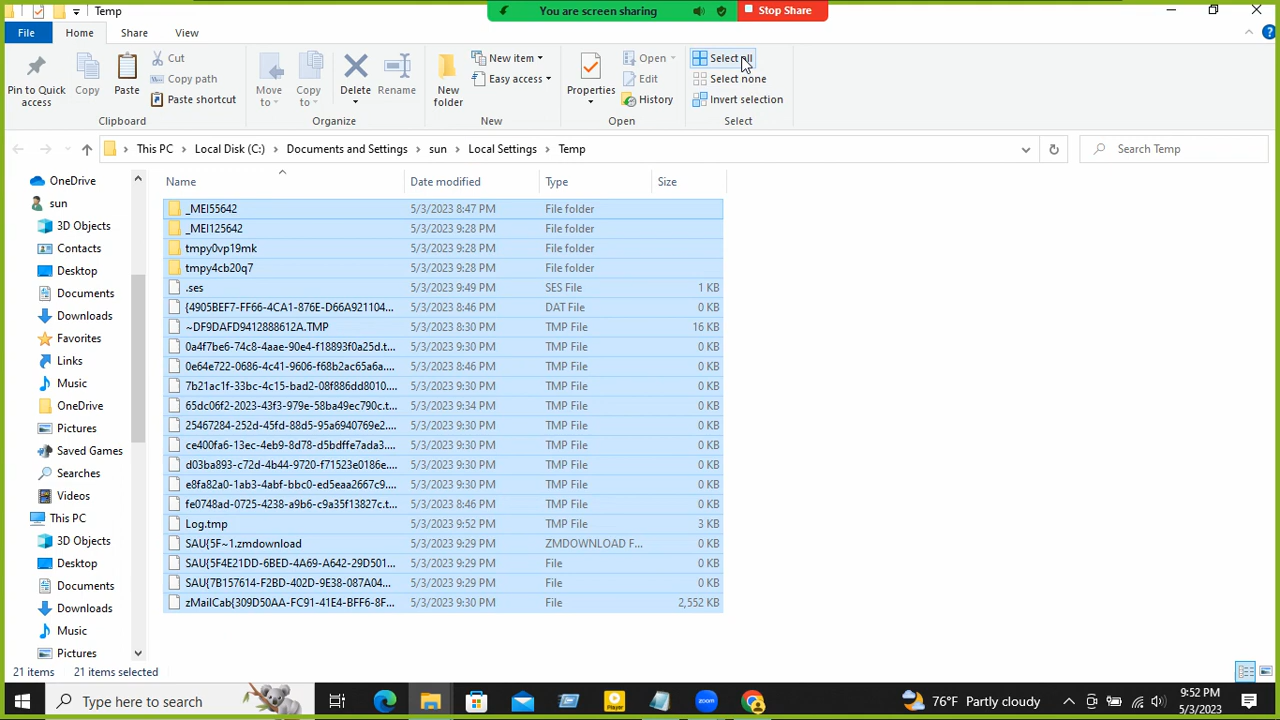 Temp
You are screen sharing
Stop Share
File
Home
Share
View
Pin to Quick access
Copy
Paste
Cut
Copy path
Paste shortcut
Clipboard
Move to
Copy to
Delete
Rename
Organize
New folder
New item
Easy access
New
Properties
Open
Edit
History
Open
Select all
Select none
Invert selection
Select
This PC
Local Disk (C:)
Documents and Settings
sun
Local Settings
Temp
Search Temp
OneDrive
sun
3D Objects
Contacts
Desktop
Documents
Downloads
Favorites
Links
Music
OneDrive
Pictures
Saved Games
Searches
Videos
This PC
3D Objects
Desktop
Documents
Downloads
Music
Pictures
Name Date modified Type Size
_MEI55642 5/3/2023 8:47 PM File folder
_MEI125642 5/3/2023 9:28 PM File folder
tmpy0vp19mk 5/3/2023 9:28 PM File folder
tmpy4cb20q7 5/3/2023 9:28 PM File folder
.ses 5/3/2023 9:49 PM SES File 1 KB
{4905BEF7-FF66-4CA1-876E-D66A921104... 5/3/2023 8:46 PM DAT File 0 KB
~DF9DAFD9412888612A.TMP 5/3/2023 8:30 PM TMP File 16 KB
0a4f7be6-74c8-4aae-90e4-f18893f0a25d.t... 5/3/2023 9:30 PM TMP File 0 KB
0e64e722-0686-4c41-9606-f68b2ac65a6a.... 5/3/2023 8:46 PM TMP File 0 KB
7b21ac1f-33bc-4c15-bad2-08f886dd8010.... 5/3/2023 9:30 PM TMP File 0 KB
65dc06f2-2023-43f3-979e-58ba49ec790c.t... 5/3/2023 9:34 PM TMP File 0 KB
25467284-252d-45fd-88d5-95a6940769e2.... 5/3/2023 9:30 PM TMP File 0 KB
ce400fa6-13ec-4eb9-8d78-d5bdffe7ada3.... 5/3/2023 9:30 PM TMP File 0 KB
d03ba893-c72d-4b44-9720-f71523e0186e.... 5/3/2023 9:30 PM TMP File 0 KB
e8fa82a0-1ab3-4abf-bbc0-ed5eaa2667c9.... 5/3/2023 9:30 PM TMP File 0 KB
fe0748ad-0725-4238-a9b6-c9a35f13827c.t... 5/3/2023 8:46 PM TMP File 0 KB
Log.tmp 5/3/2023 9:52 PM TMP File 3 KB
SAU{5F~1.zmdownload 5/3/2023 9:29 PM ZMDOWNLOAD F... 0 KB
SAU{5F4E21DD-6BED-4A69-A642-29D501... 5/3/2023 9:29 PM File 0 KB
SAU{7B157614-F2BD-402D-9E38-087A04... 5/3/2023 9:29 PM File 0 KB
zMailCab{309D50AA-FC91-41E4-BFF6-8F... 5/3/2023 9:30 PM File 2,552 KB
21 items 21 items selected
Type here to search
Player
zoom
76°F Partly cloudy
9:52 PM
5/3/2023